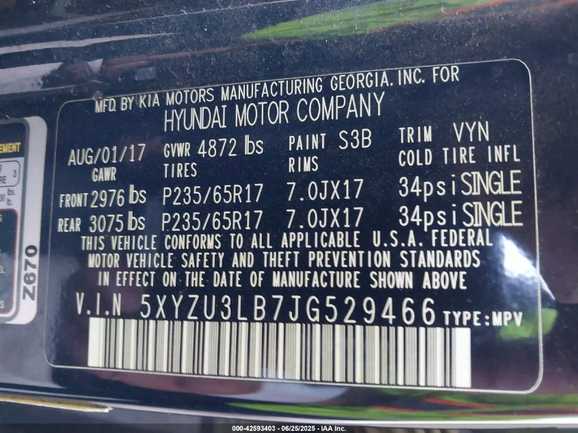 MFD. BY KIA MOTORS MANUFACTURING GEORGIA, INC. FOR
HYUNDAI MOTOR COMPANY
AUG/01/17 GVWR 4872 lbs PAINT S3B TRIM VYN
GAWR TIRES RIMS COLD TIRE INFL
FRONT 2976 lbs P235/65R17 7.0JX17 34psi SINGLE
REAR 3075 lbs P235/65R17 7.0JX17 34psi SINGLE
THIS VEHICLE CONFORMS TO ALL APPLICABLE U.S.A. FEDERAL
MOTOR VEHICLE SAFETY AND THEFT PREVENTION STANDARDS
IN EFFECT ON THE DATE OF MANUFACTURE SHOWN ABOVE.
V.I.N 5XYZU3LB7JG529466 TYPE:MPV
Z670
000-42593403 - 06/25/2025 - IAA Inc.